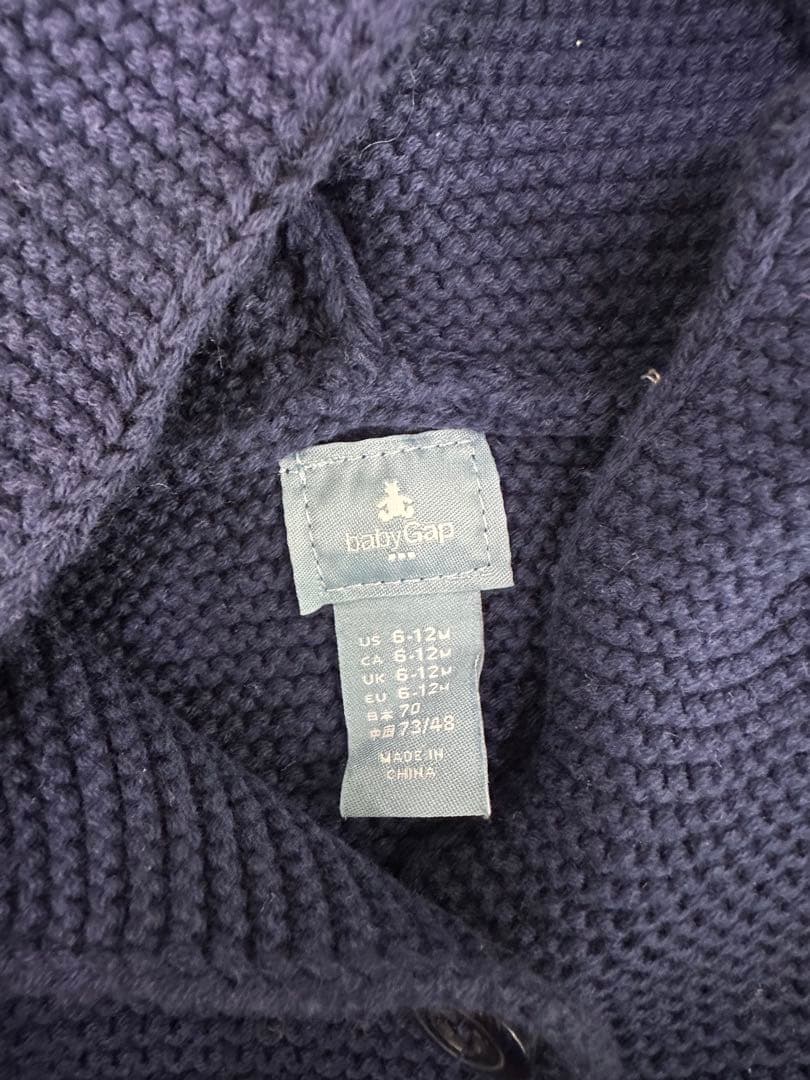 babyGap
US 6-12M
CA 6-12M
UK 6-12M
EU 6-12M
日本 70
中国 73/48
MADE IN
CHINA